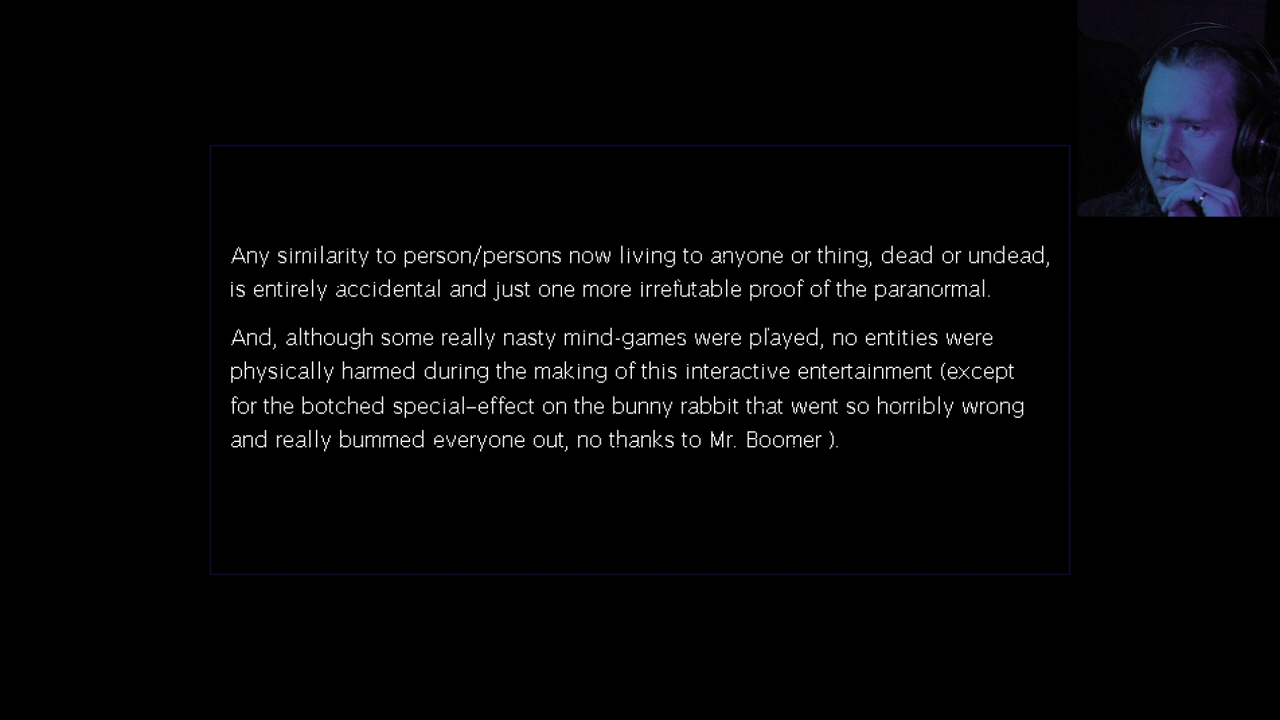 Any similarity to person/persons now living to anyone or thing, dead or undead,
is entirely accidental and just one more irrefutable proof of the paranormal.
And, although some really nasty mind-games were played, no entities were
physically harmed during the making of this interactive entertainment (except
for the botched special-effect on the bunny rabbit that went so horribly wrong
and really bummed everyone out, no thanks to Mr. Boomer ).